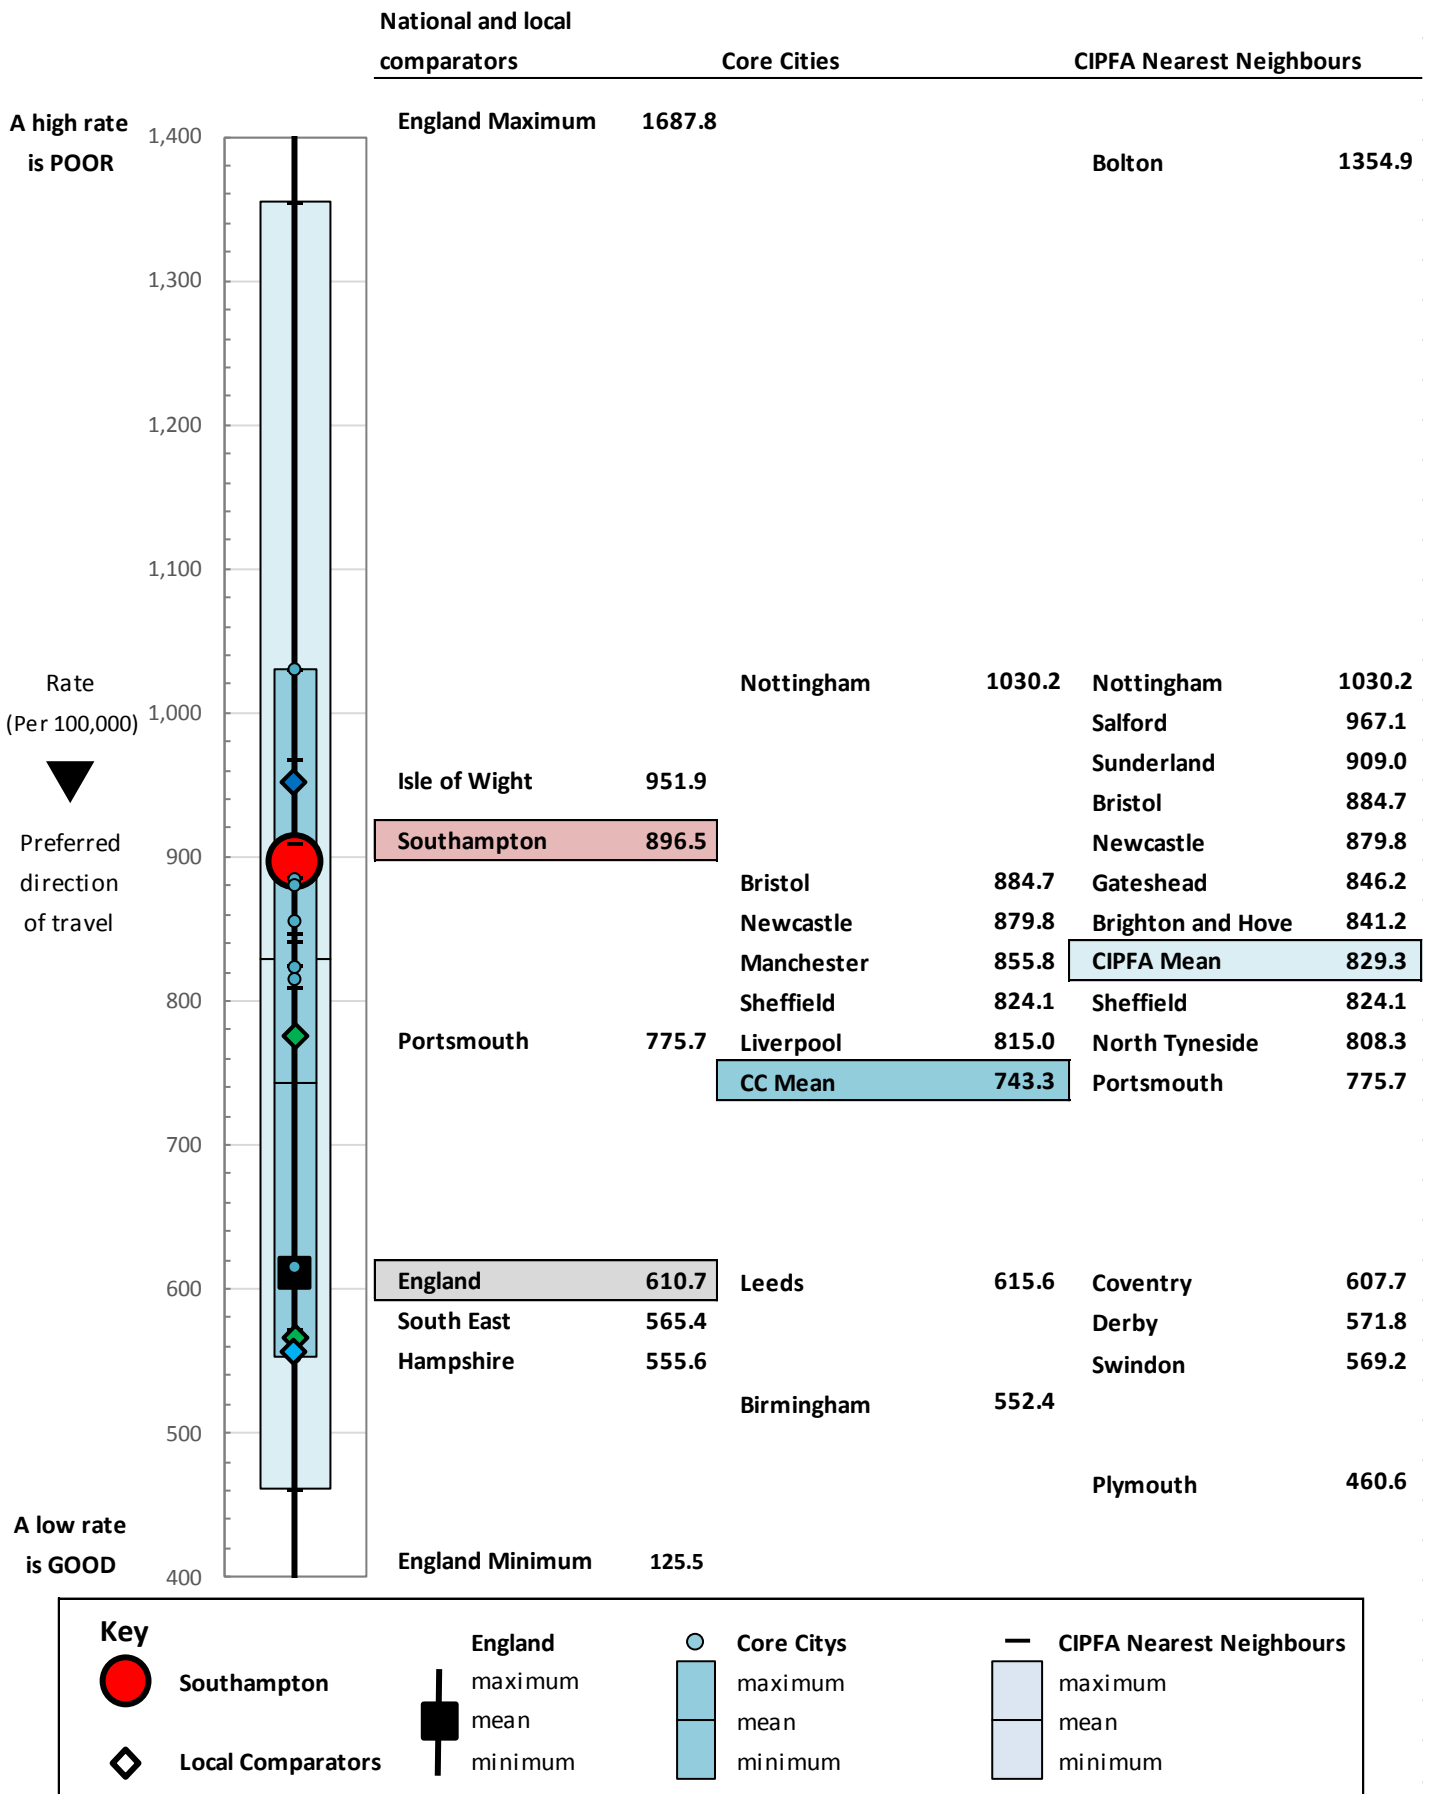 National and local
comparators Core Cities CIPFA Nearest Neighbours
A high rate
is POOR
1,400
England Maximum 1687.8
Bolton 1354.9
1,300
1,200
1,100
Rate
(Per 100,000)
1,000
Nottingham 1030.2 Nottingham 1030.2
Salford 967.1
Isle of Wight 951.9 Sunderland 909.0
Bristol 884.7
Preferred
direction
of travel
900
Southampton 896.5 Newcastle 879.8
Bristol 884.7 Gateshead 846.2
Newcastle 879.8 Brighton and Hove 841.2
Manchester 855.8 CIPFA Mean 829.3
800
Sheffield 824.1 Sheffield 824.1
Portsmouth 775.7 Liverpool 815.0 North Tyneside 808.3
CC Mean 743.3 Portsmouth 775.7
700
600
England 610.7 Leeds 615.6 Coventry 607.7
South East 565.4 Derby 571.8
Hampshire 555.6 Swindon 569.2
Birmingham 552.4
500
Plymouth 460.6
A low rate
is GOOD
400
England Minimum 125.5
Key
Southampton
Local Comparators
England
maximum
mean
minimum
Core Citys
maximum
mean
minimum
CIPFA Nearest Neighbours
maximum
mean
minimum